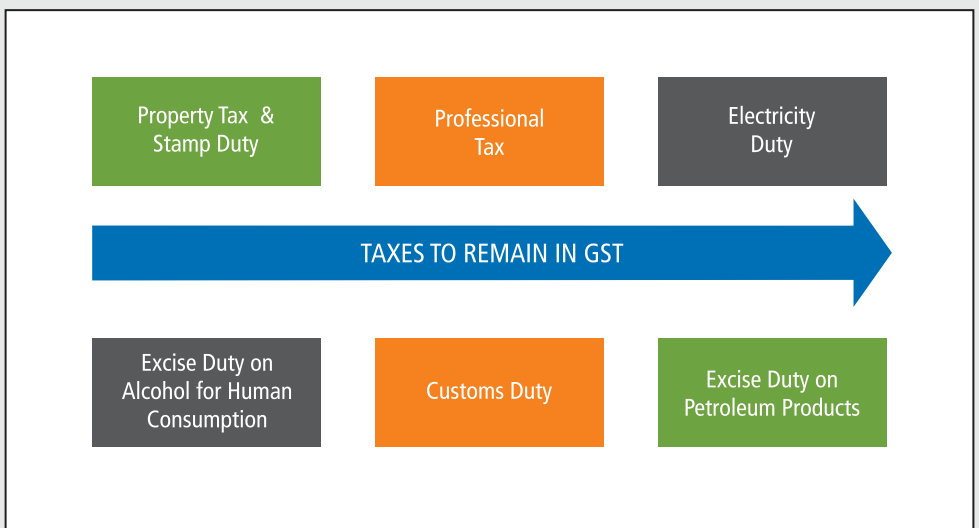 Property Tax &
Stamp Duty
Professional
Tax
Electricity
Duty
TAXES TO REMAIN IN GST
Excise Duty on
Alcohol for Human
Consumption
Customs Duty
Excise Duty on
Petroleum Products